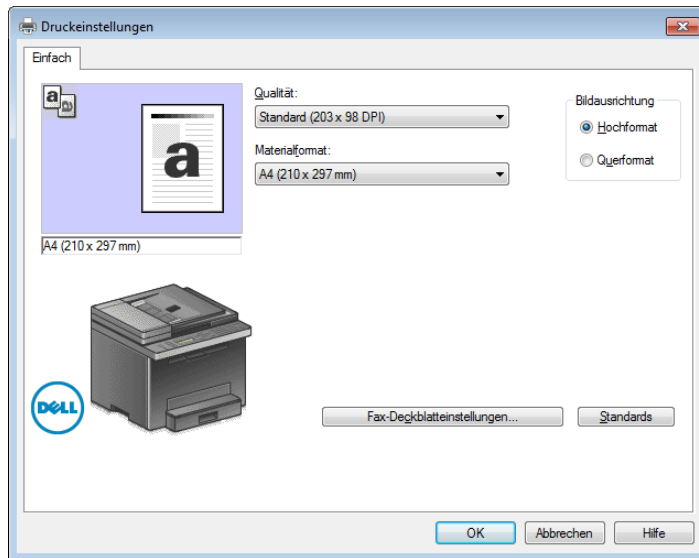 Druckeinstellungen
Einfach
a a
a
A4 (210 x 297 mm)
Qualität:
Standard (203 x 98 DPI)
Materialformat:
A4 (210 x 297 mm)
Bildausrichtung
Hochformat
Querformat
DELL
Fax-Deckblatteinstellungen...
Standards
OK Abbrechen Hilfe